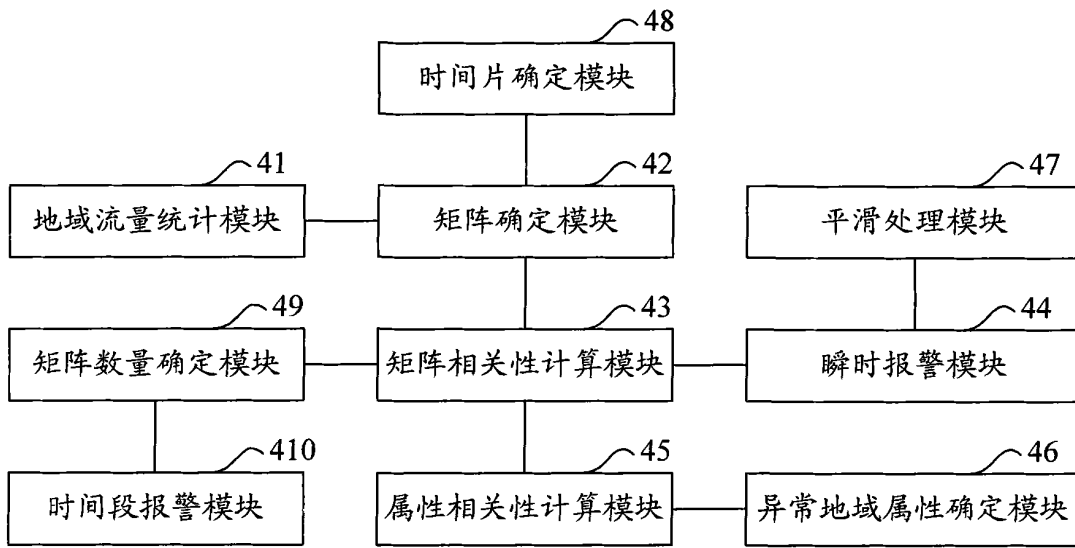 48
时间片确定模块
41
42
47
地域流量统计模块
矩阵确定模块
平滑处理模块
49
43
44
矩阵数量确定模块
矩阵相关性计算模块
瞬时报警模块
410
45
46
时间段报警模块
属性相关性计算模块
异常地域属性确定模块